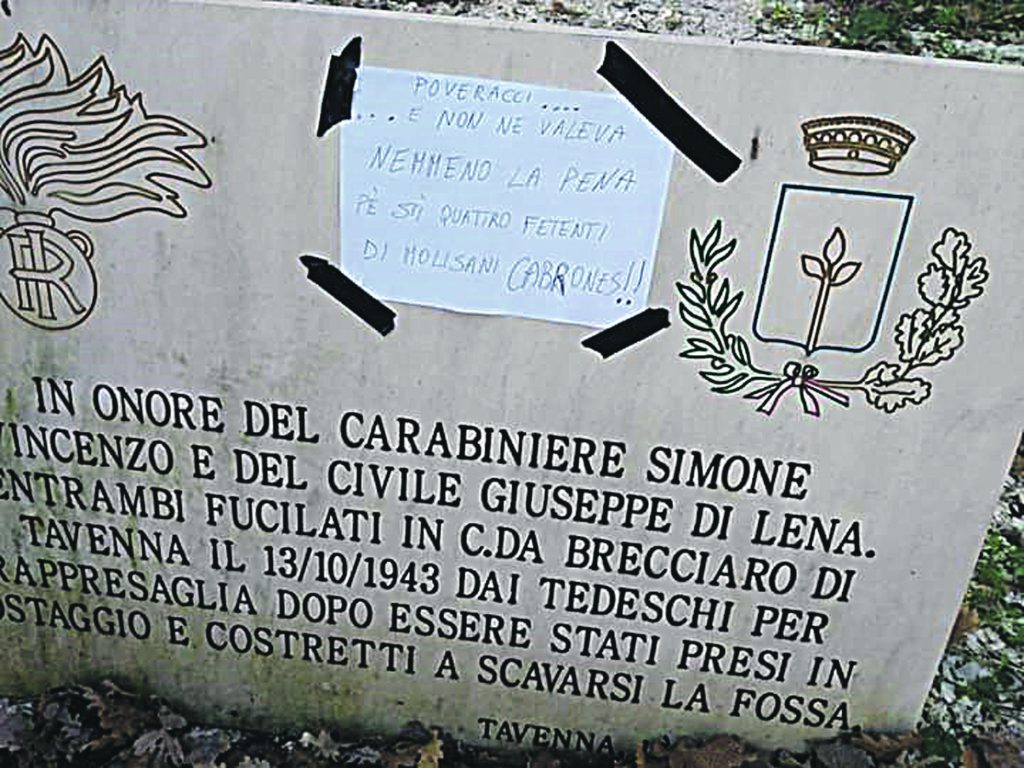 POVERACCI....
...E NON NE VALEVA
NEMMENO LA PENA
PÈ STÌ QUATTRO FETENTI
DI MOLISANI CABRONES!!
IN ONORE DEL CARABINIERE SIMONE
VINCENZO E DEL CIVILE GIUSEPPE DI LENA.
ENTRAMBI FUCILATI IN C.DA BRECCIARO DI
TAVENNA IL 13/10/1943 DAI TEDESCHI PER
RAPPRESAGLIA DOPO ESSERE STATI PRESI IN
OSTAGGIO E COSTRETTI A SCAVARSI LA FOSSA.
TAVENNA